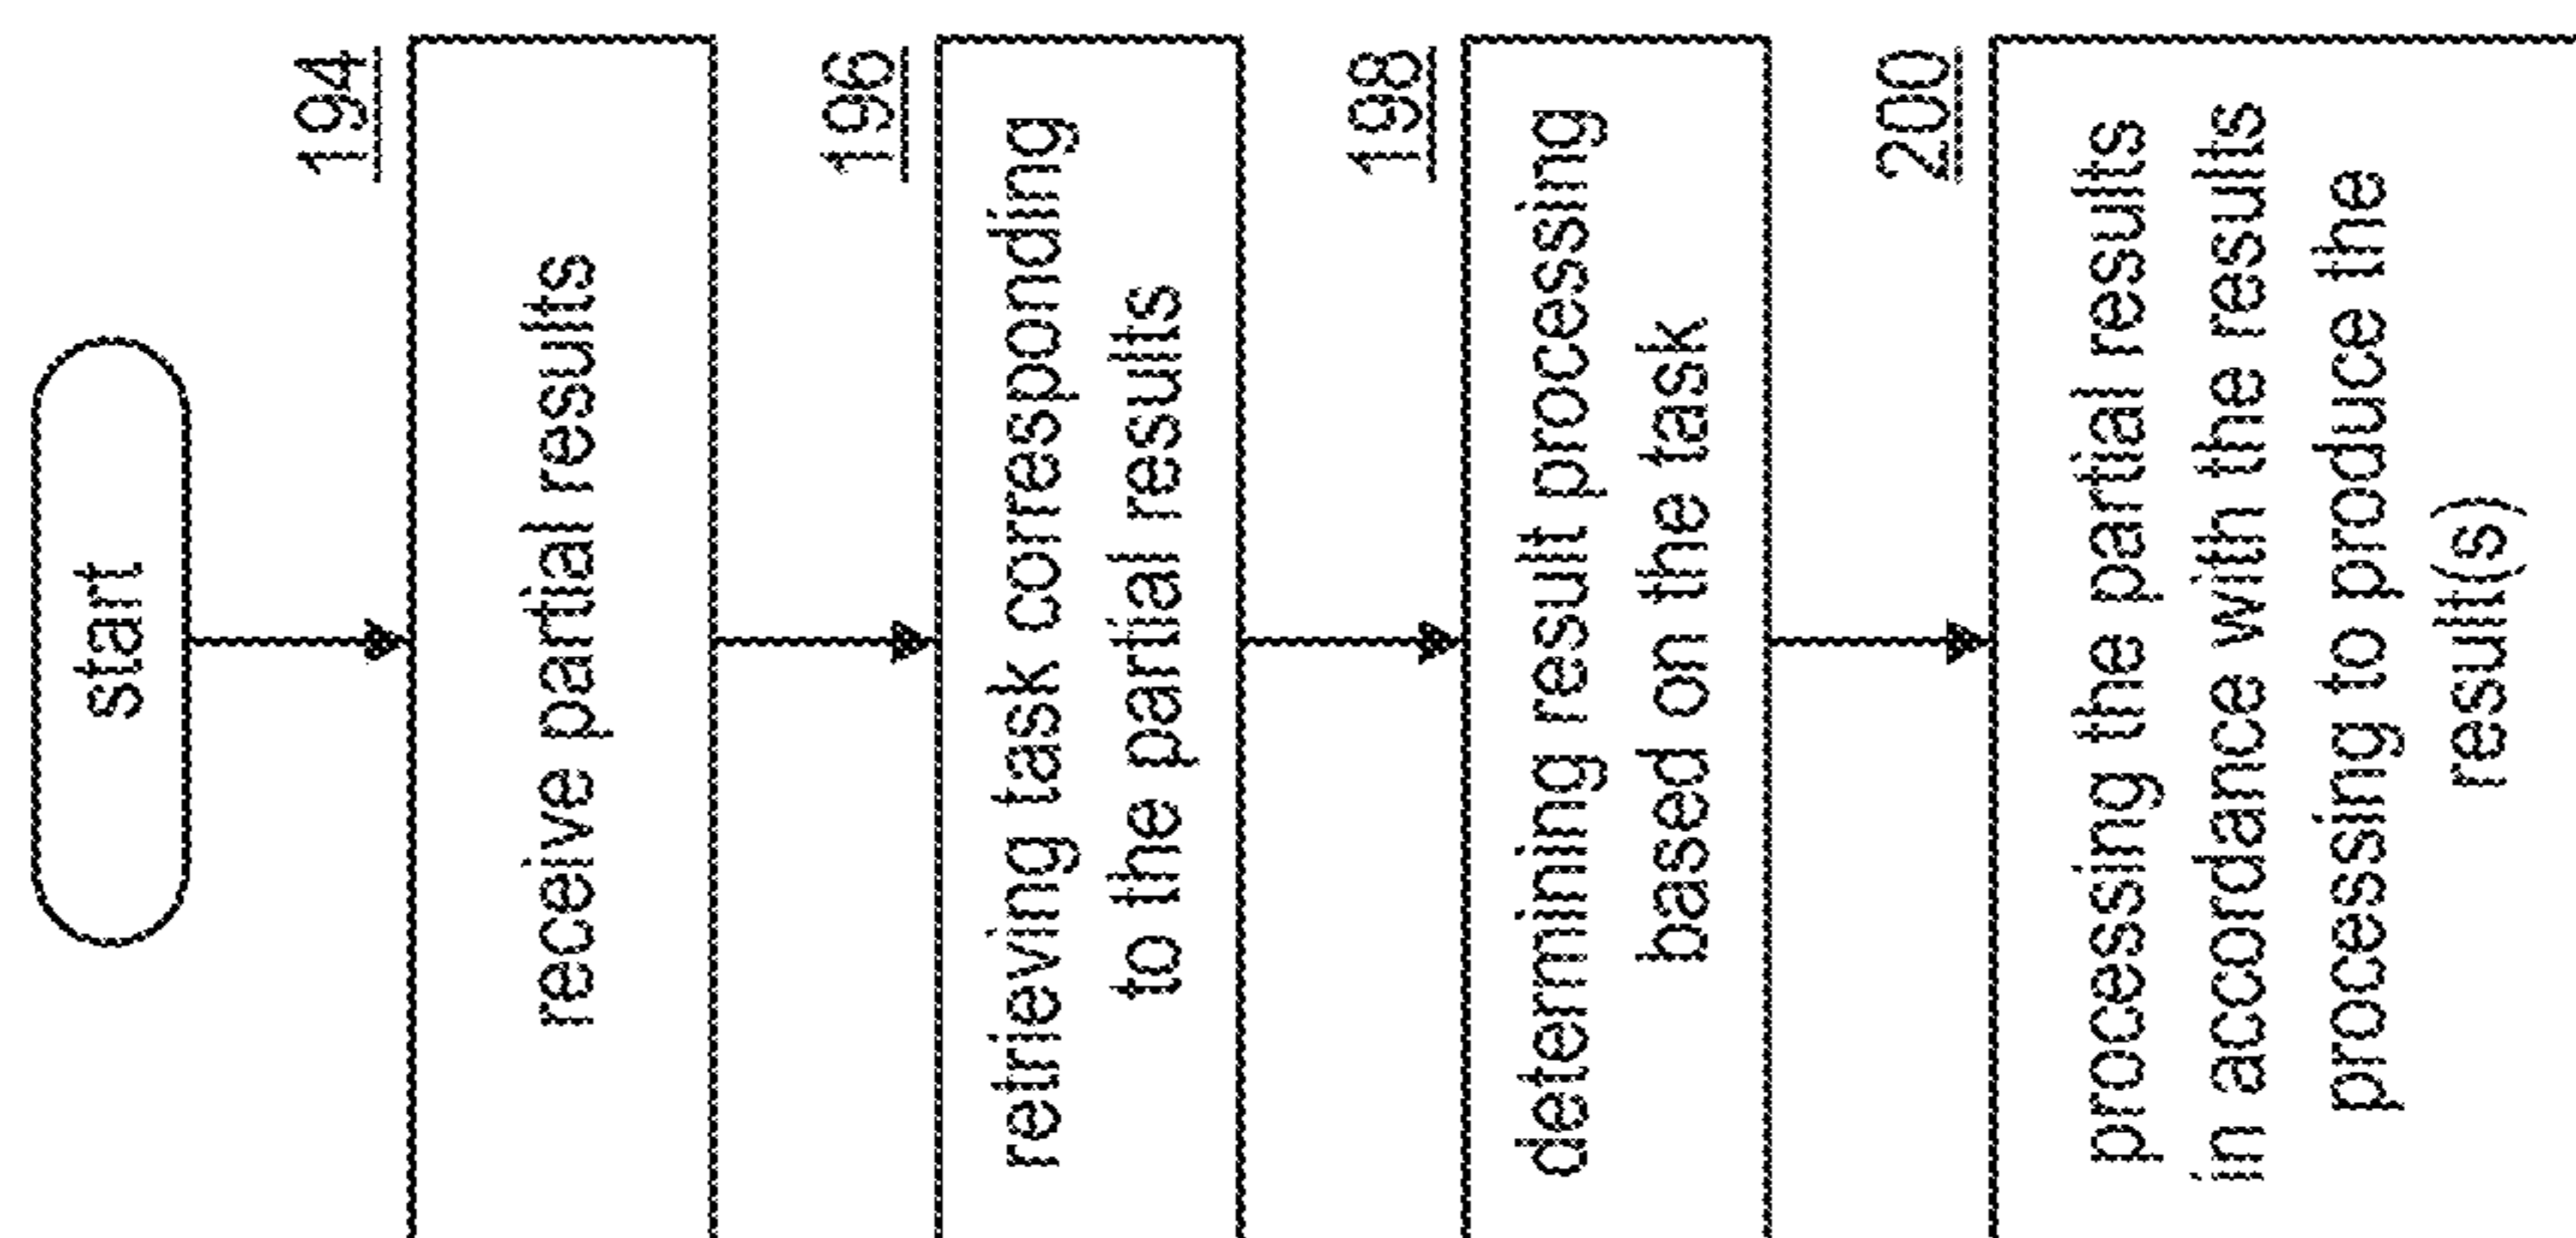 start
194
receive partial results
196
retrieving task corresponding
to the partial results
198
determining result processing
based on the task
200
processing the partial results
in accordance with the results
processing to produce the
result(s)